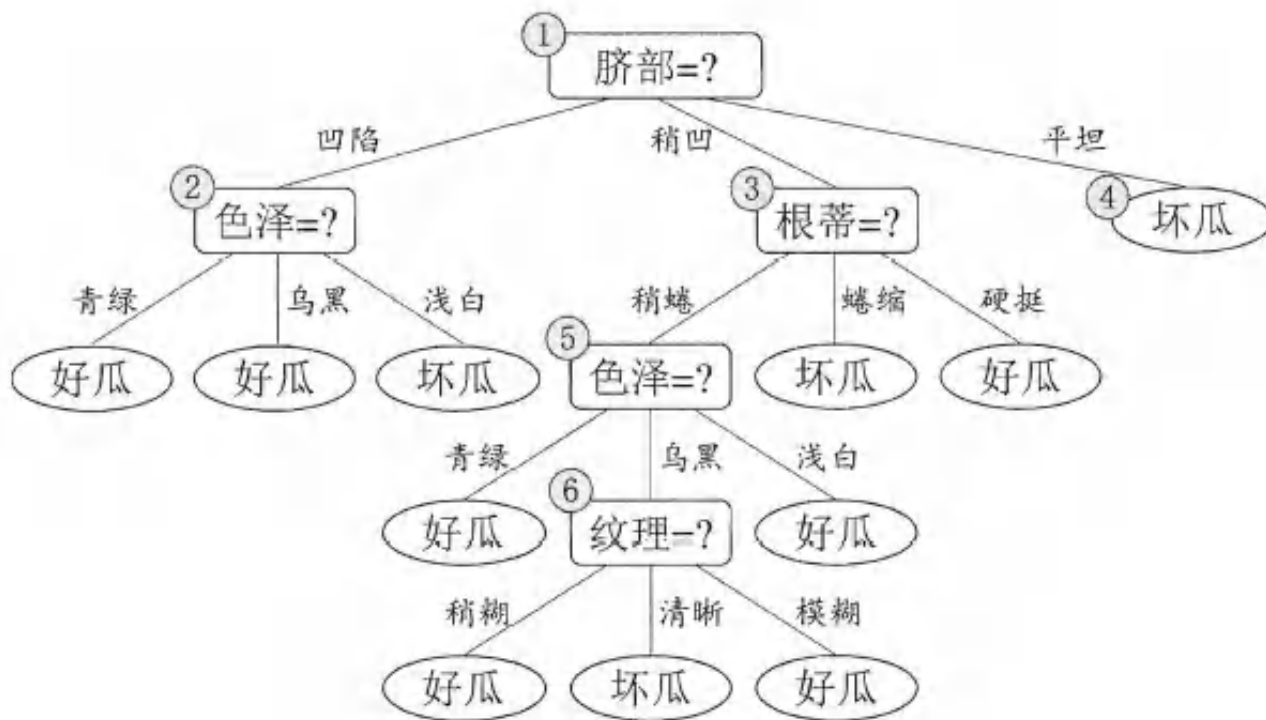 ① 脐部=?
凹陷 稍凹 平坦
② 色泽=? ③ 根蒂=? ④ 坏瓜
青绿 乌黑 浅白 稍蜷 蜷缩 硬挺
好瓜 好瓜 坏瓜 ⑤ 色泽=? 坏瓜 好瓜
青绿 乌黑 浅白
好瓜 ⑥ 纹理=? 好瓜
稍糊 清晰 模糊
好瓜 坏瓜 好瓜